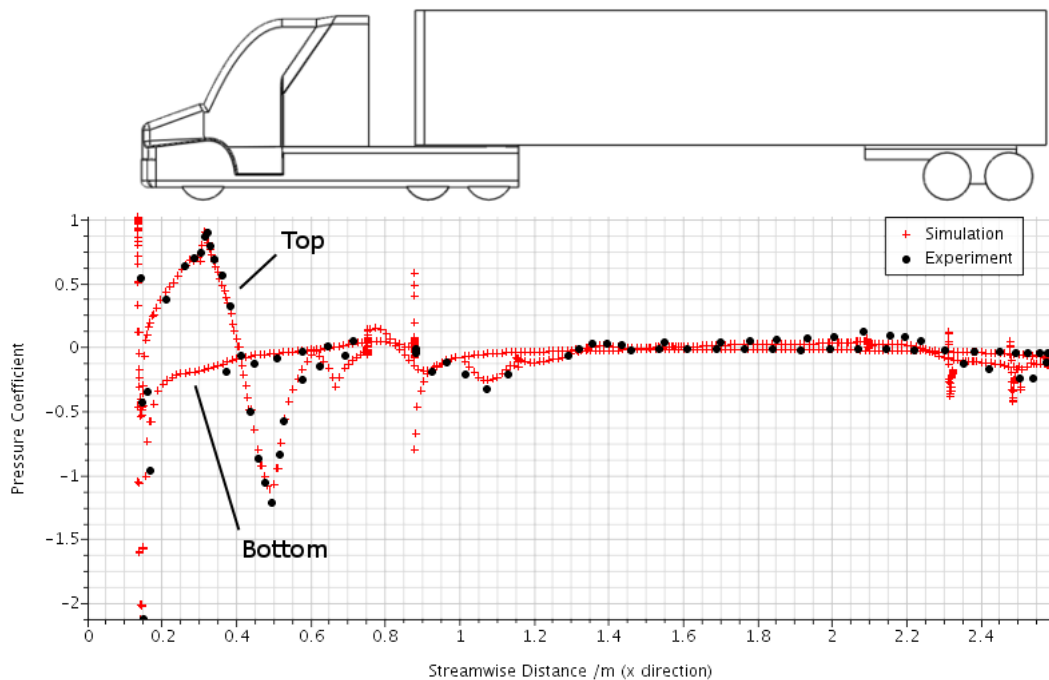 1
0.5
0
-0.5
-1
-1.5
-2
Pressure Coefficient
Top
Bottom
Simulation
Experiment
0 0.2 0.4 0.6 0.8 1 1.2 1.4 1.6 1.8 2 2.2 2.4
Streamwise Distance /m (x direction)